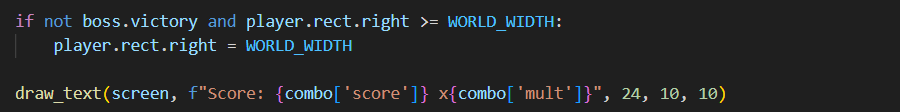 if not boss.victory and player.rect.right >= WORLD_WIDTH:
    player.rect.right = WORLD_WIDTH
draw_text(screen, f"Score: {combo['score']} x{combo['mult']}", 24, 10, 10)